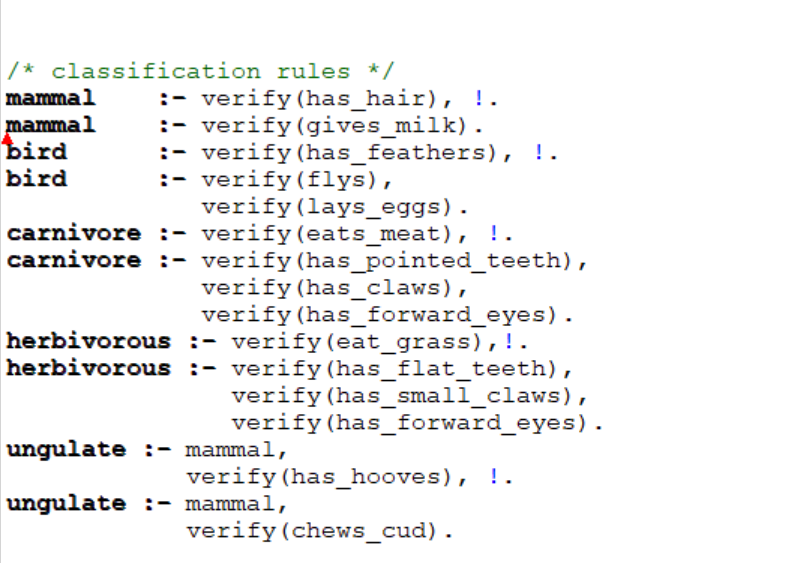 /* classification rules */
mammal    :- verify(has_hair), !.
mammal    :- verify(gives_milk).
bird      :- verify(has_feathers), !.
bird      :- verify(flys),
             verify(lays_eggs).
carnivore :- verify(eats_meat), !.
carnivore :- verify(has_pointed_teeth),
             verify(has_claws),
             verify(has_forward_eyes).
herbivorous :- verify(eat_grass),!.
herbivorous :- verify(has_flat_teeth),
               verify(has_small_claws),
               verify(has_forward_eyes).
ungulate :- mammal,
            verify(has_hooves), !.
ungulate :- mammal,
            verify(chews_cud).